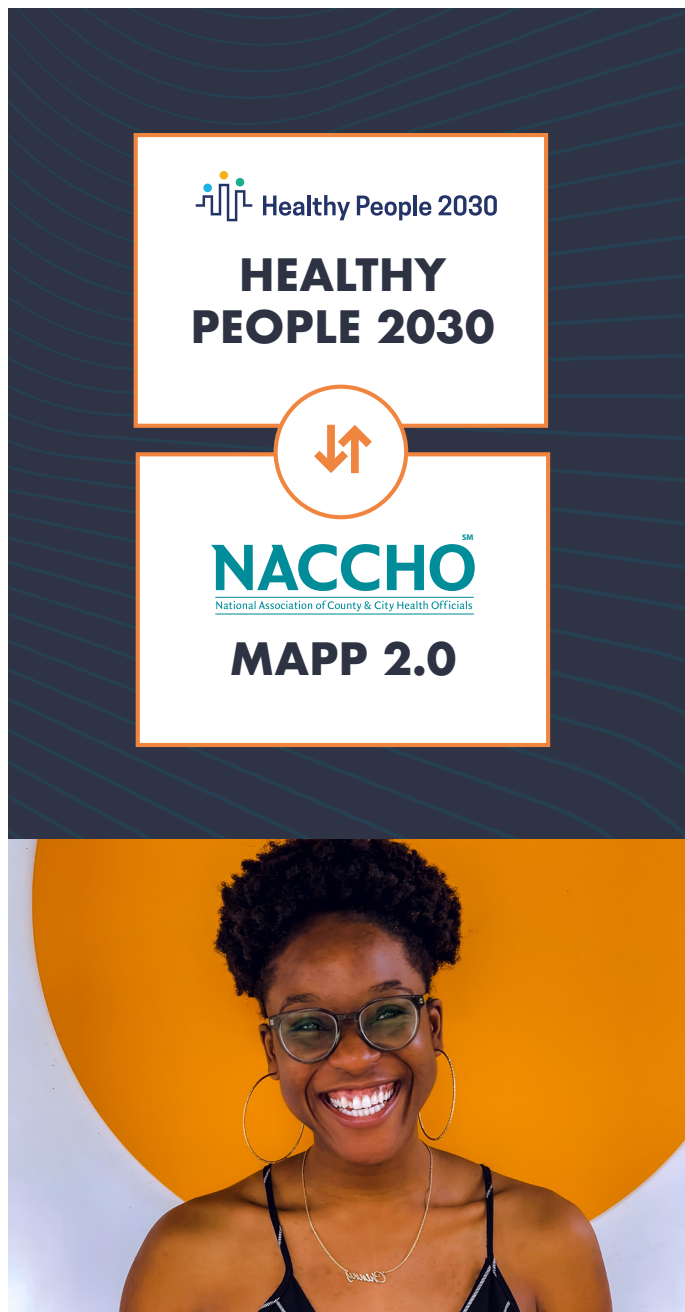 Healthy People 2030
HEALTHY
PEOPLE 2030
NACCHO
SM
National Association of County & City Health Officials
MAPP 2.0